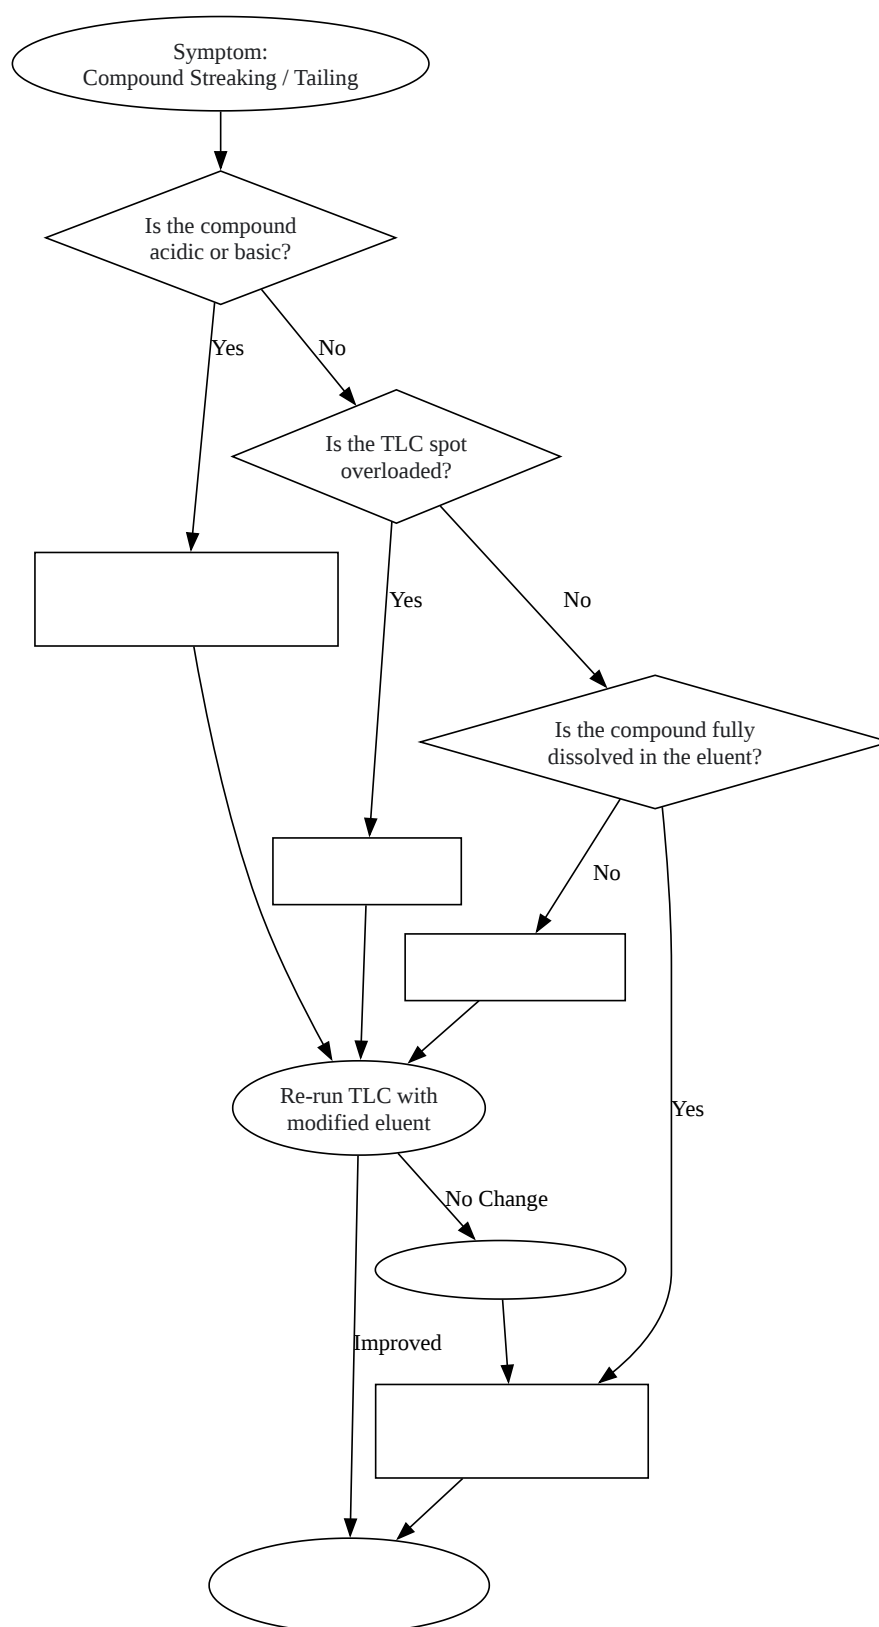 Symptom:
Compound Streaking / Tailing
Is the compound
acidic or basic?
Yes
No
Is the TLC spot
overloaded?
Yes
No
Is the compound fully
dissolved in the eluent?
No
Yes
Re-run TLC with
modified eluent
No Change
Improved